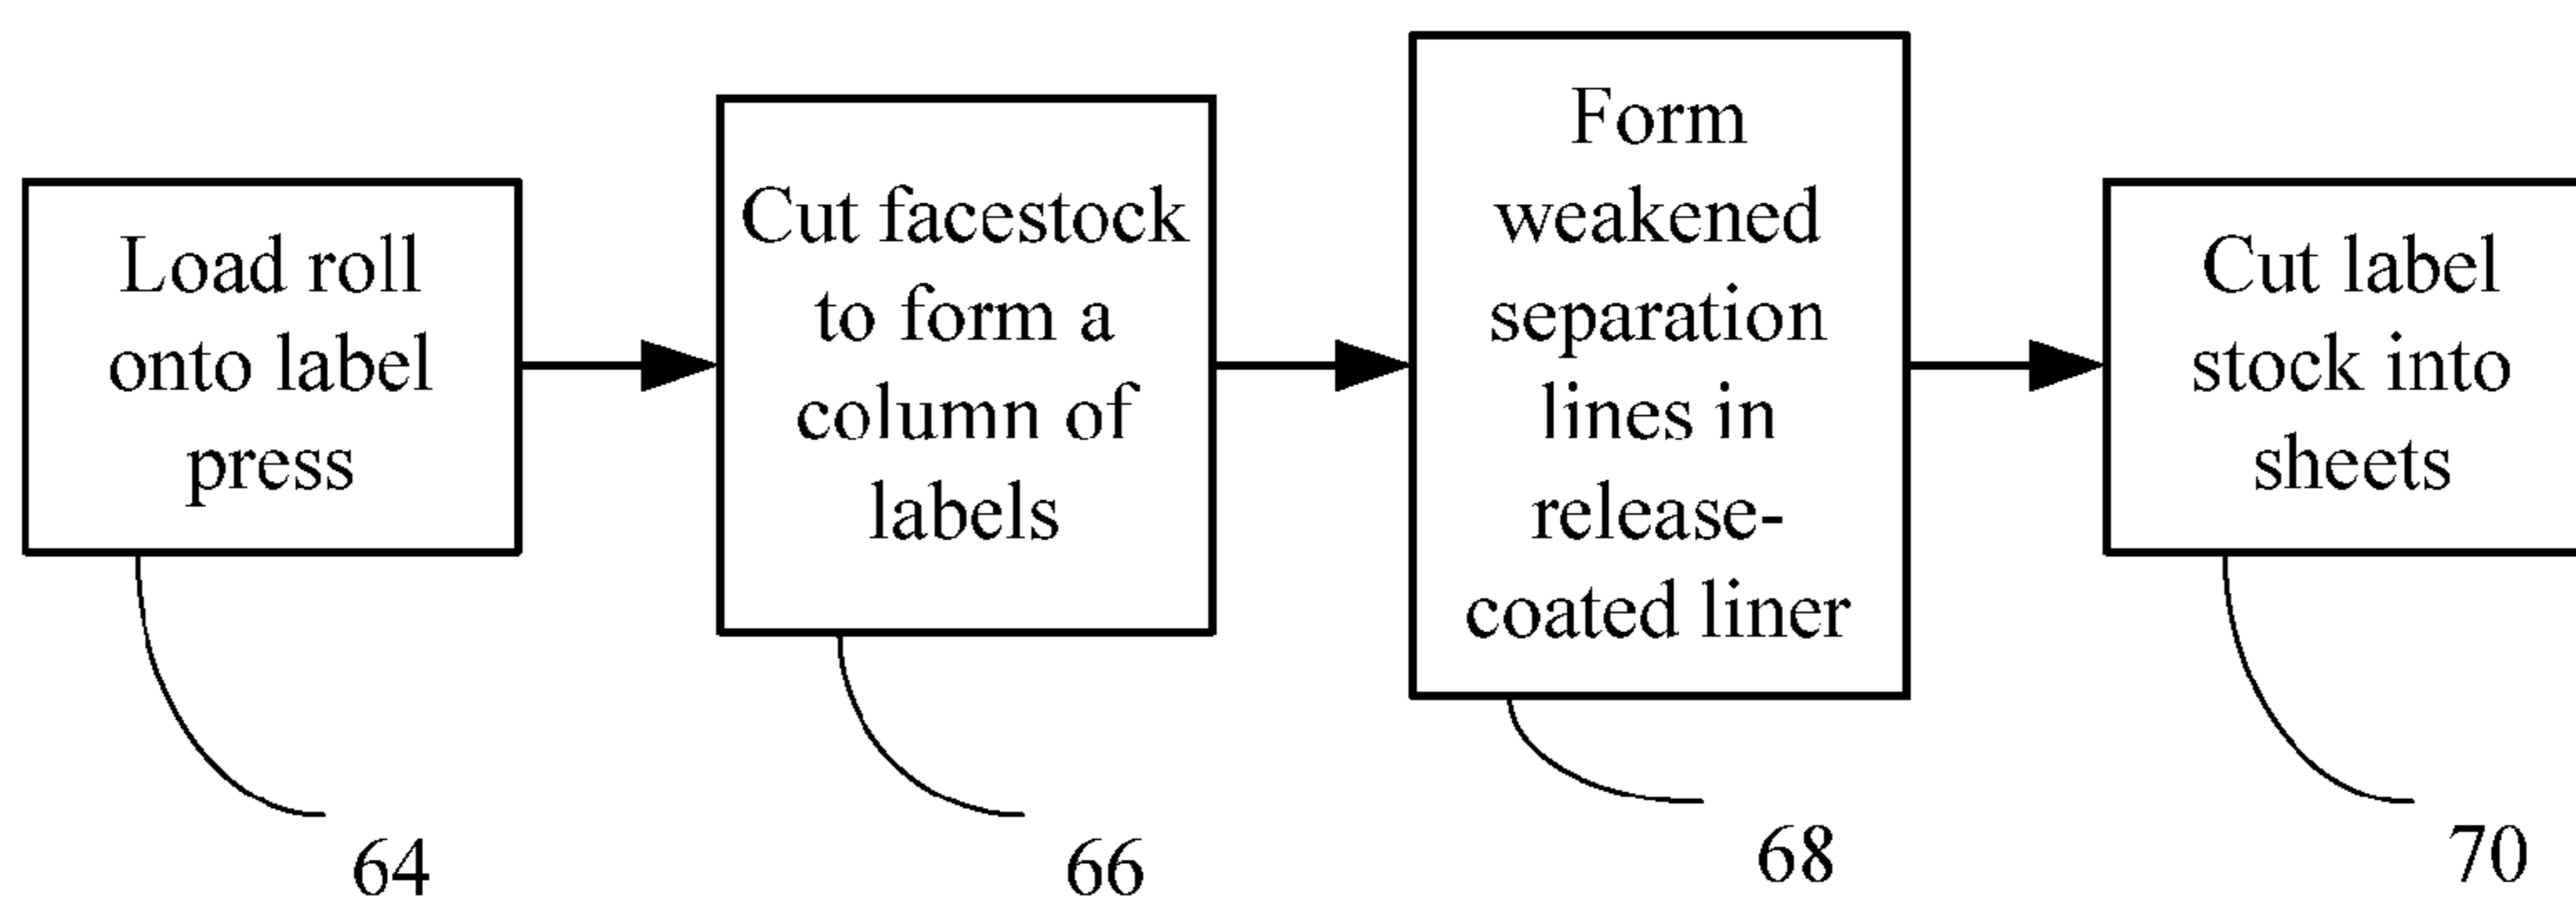 Load roll
onto label
press
Cut facestock
to form a
column of
labels
Form
weakened
separation
lines in
release-
coated liner
Cut label
stock into
sheets
64
66
68
70